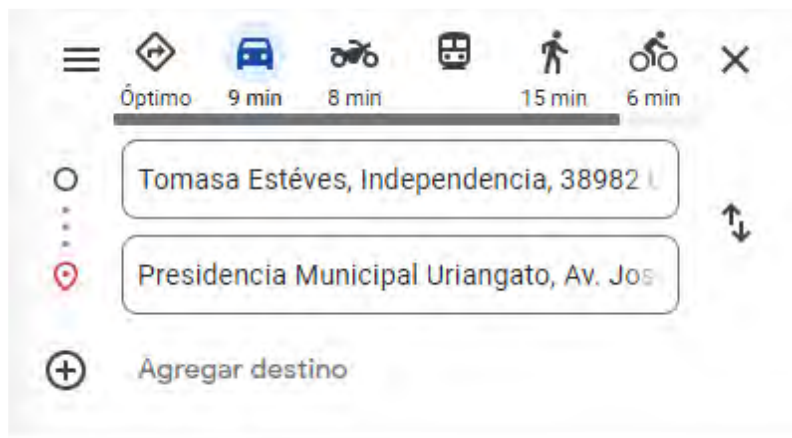 Óptimo 9 min 8 min 15 min 6 min
Tomasa Estéves, Independencia, 38982
Presidencia Municipal Uriangato, Av. Jos
Agregar destino